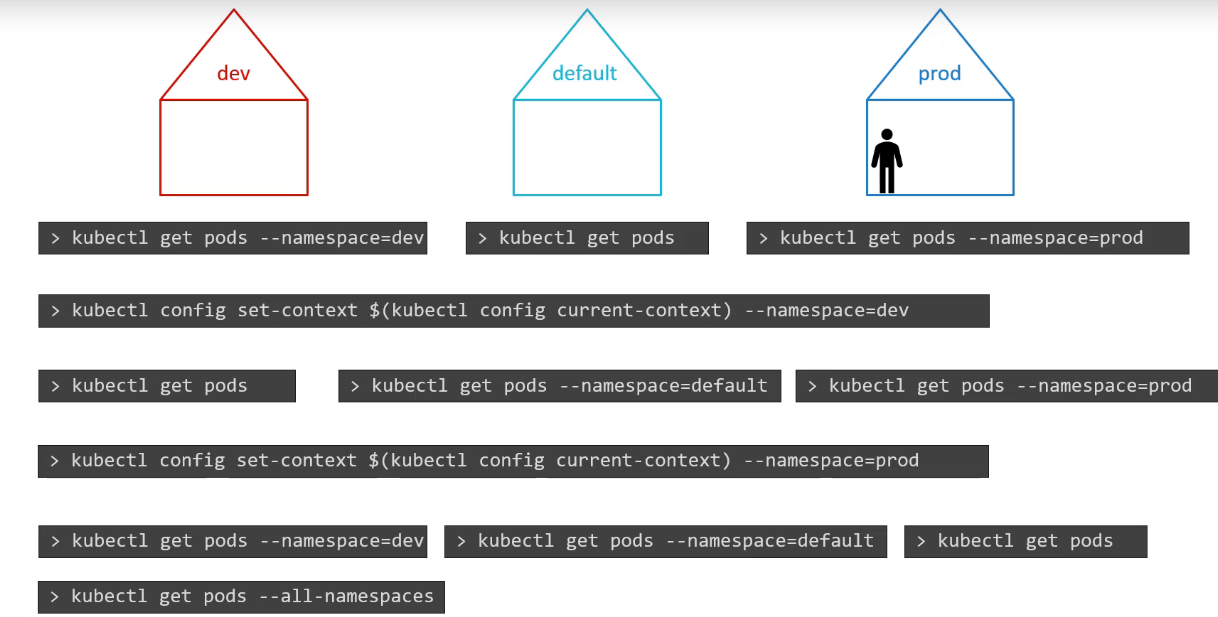 dev
default
prod
> kubectl get pods --namespace=dev
> kubectl get pods
> kubectl get pods --namespace=prod
> kubectl config set-context $(kubectl config current-context) --namespace=dev
> kubectl get pods
> kubectl get pods --namespace=default
> kubectl get pods --namespace=prod
> kubectl config set-context $(kubectl config current-context) --namespace=prod
> kubectl get pods --namespace=dev
> kubectl get pods --namespace=default
> kubectl get pods
> kubectl get pods --all-namespaces